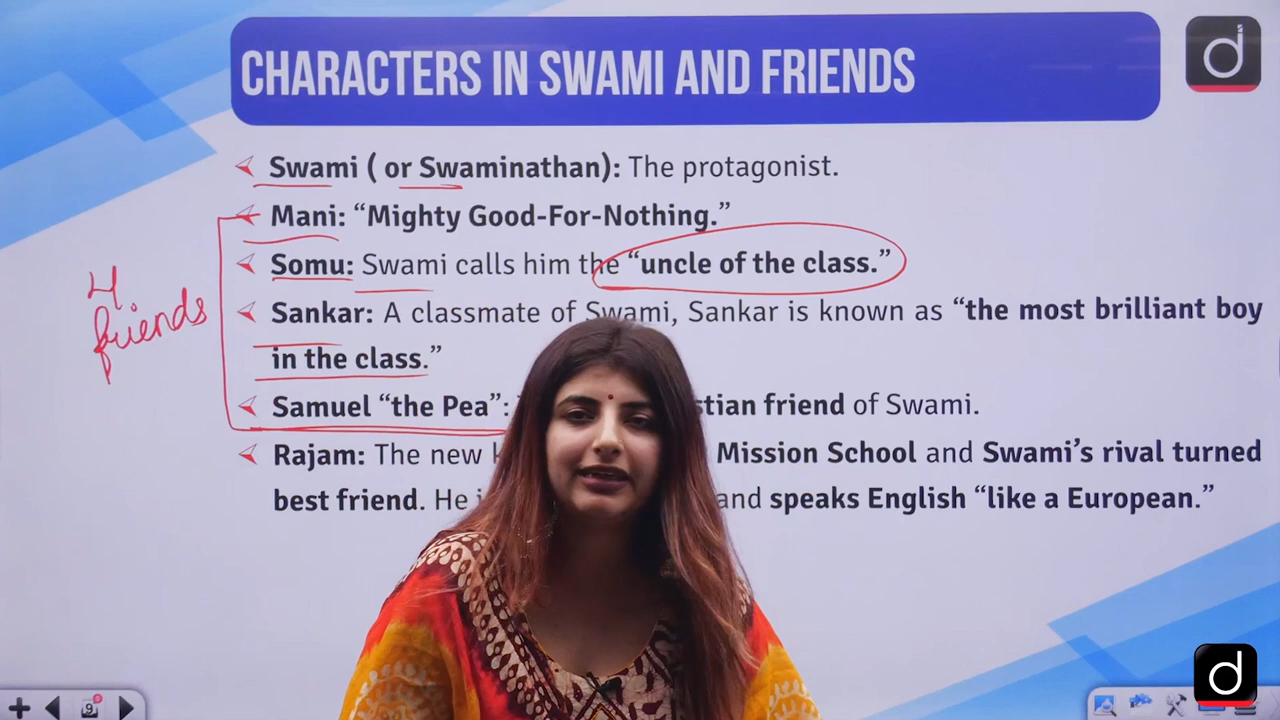 CHARACTERS IN SWAMI AND FRIENDS
d
Swami ( or Swaminathan): The protagonist.
Mani: “Mighty Good-For-Nothing.”
Somu: Swami calls him the “uncle of the class.”
Sankar: A classmate of Swami, Sankar is known as “the most brilliant boy
in the class.”
4
friends
Samuel “the Pea”: friend of Swami.
Rajam: The new Mission School and Swami’s rival turned
best friend. He and speaks English “like a European.”
d
9